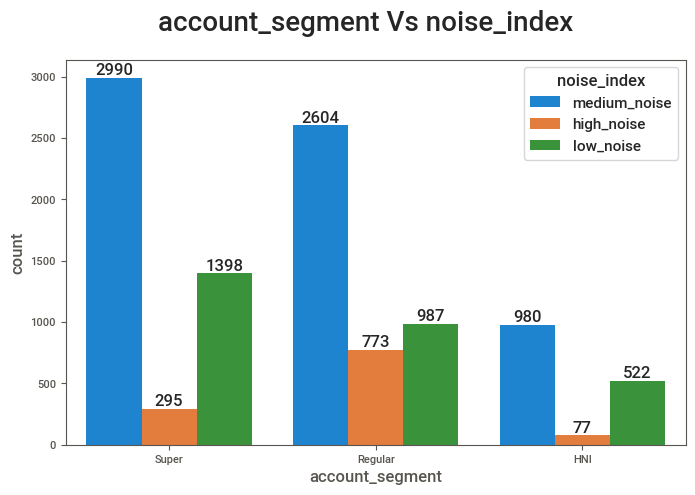 account_segment Vs noise_index
noise_index
medium_noise
high_noise
low_noise
2990
295
1398
2604
773
987
980
77
522
3000
2500
2000
1500
1000
500
0
count
Super
Regular
HNI
account_segment